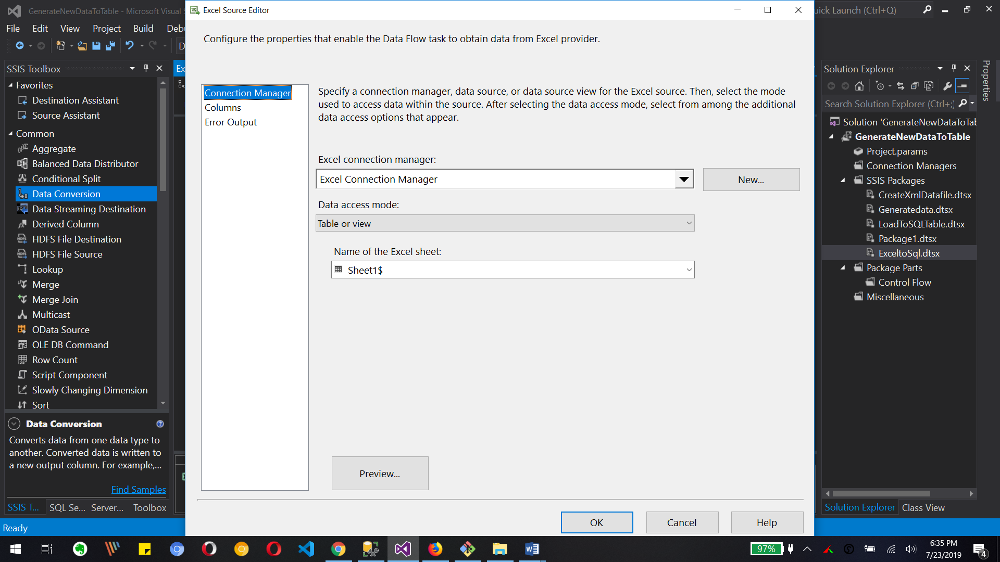 GenerateNewDataToTable - Microsoft Visual S
File Edit View Project Build Debu
D
SSIS Toolbox
Favorites
Destination Assistant
Source Assistant
Common
Aggregate
Balanced Data Distributor
Conditional Split
Data Conversion
Data Streaming Destination
Derived Column
HDFS File Destination
HDFS File Source
Lookup
Merge
Merge Join
Multicast
OData Source
OLE DB Command
Row Count
Script Component
Slowly Changing Dimension
Sort
Data Conversion
Converts data from one data type to
another. Converted data is written to
a new output column. For example,...
Find Samples
SSIS T... SQL Se... Server... Toolbox
Ready
Ex
Excel Source Editor
Configure the properties that enable the Data Flow task to obtain data from Excel provider.
Connection Manager
Columns
Error Output
Specify a connection manager, data source, or data source view for the Excel source. Then, select the mode
used to access data within the source. After selecting the data access mode, select from among the additional
data access options that appear.
Excel connection manager:
Excel Connection Manager
New...
Data access mode:
Table or view
Name of the Excel sheet:
Sheet1$
Preview...
OK Cancel Help
uick Launch (Ctrl+Q)
Solution Explorer
Search Solution Explorer (Ctrl+;)
Solution 'GenerateNewDataToTab
GenerateNewDataToTable
Project.params
Connection Managers
SSIS Packages
CreateXmlDatafile.dtsx
Generatedata.dtsx
LoadToSQLTable.dtsx
Package1.dtsx
ExceltoSql.dtsx
Package Parts
Control Flow
Miscellaneous
Solution Explorer Class View
Properties
97%
6:35 PM
7/23/2019
4